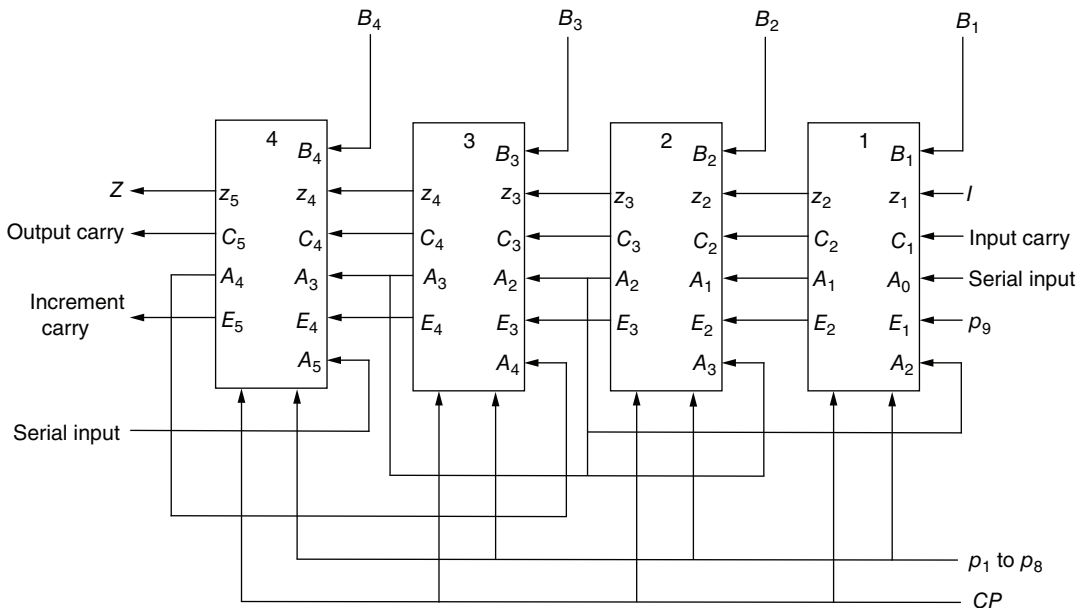 B₄ B₃ B₂ B₁
4 3 2 1
B₄ B₃ B₂ B₁
Z z₅ z₄ z₄ z₃ z₃ z₂ z₂ z₁ I
Output carry C₅ C₄ C₄ C₃ C₃ C₂ C₂ C₁ Input carry
A₄ A₃ A₃ A₂ A₂ A₁ A₁ A₀ Serial input
Increment
carry
E₅ E₄ E₄ E₃ E₃ E₂ E₂ E₁ p₉
A₅ A₄ A₃ A₂
Serial input
p₁ to p₈
CP